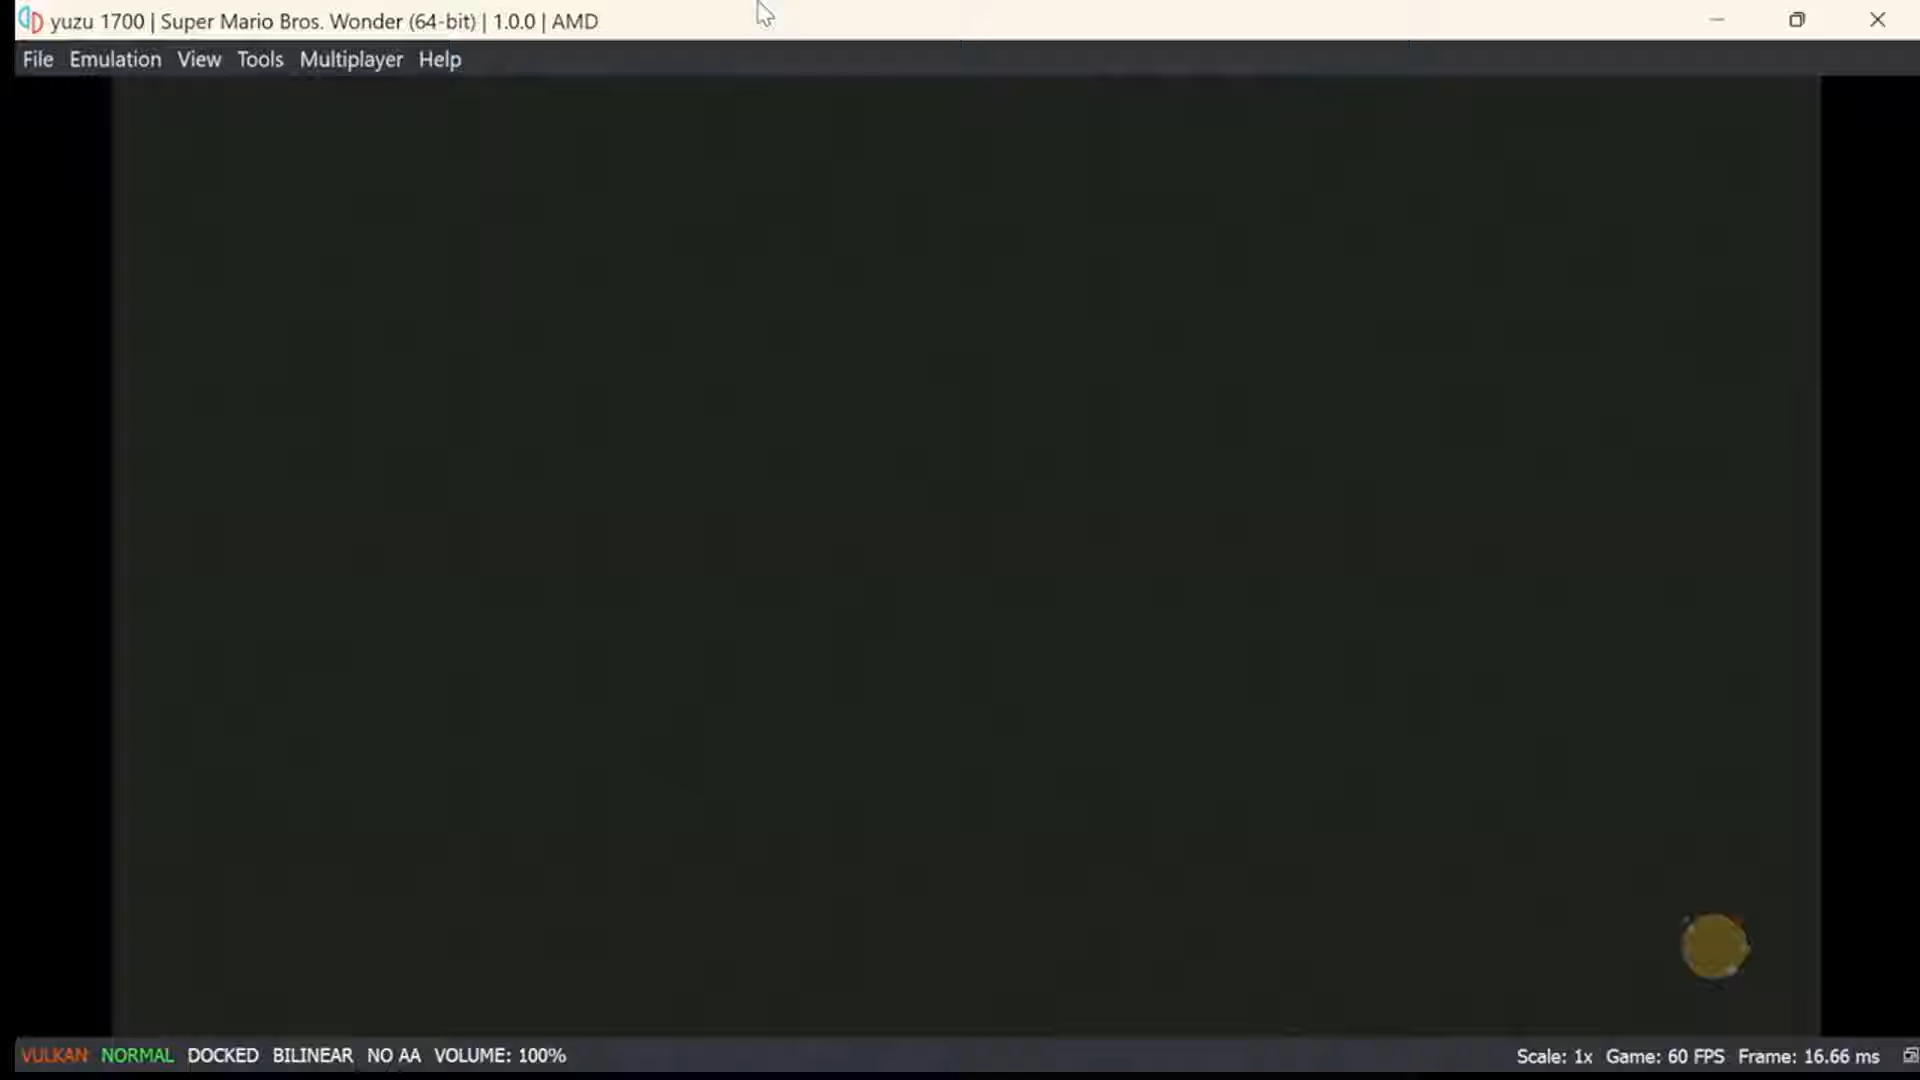 yuzu 1700 | Super Mario Bros. Wonder (64-bit) | 1.0.0 | AMD
File Emulation View Tools Multiplayer Help
VULKAN NORMAL DOCKED BILINEAR NO AA VOLUME: 100% Scale: 1x Game: 60 FPS Frame: 16.66 ms